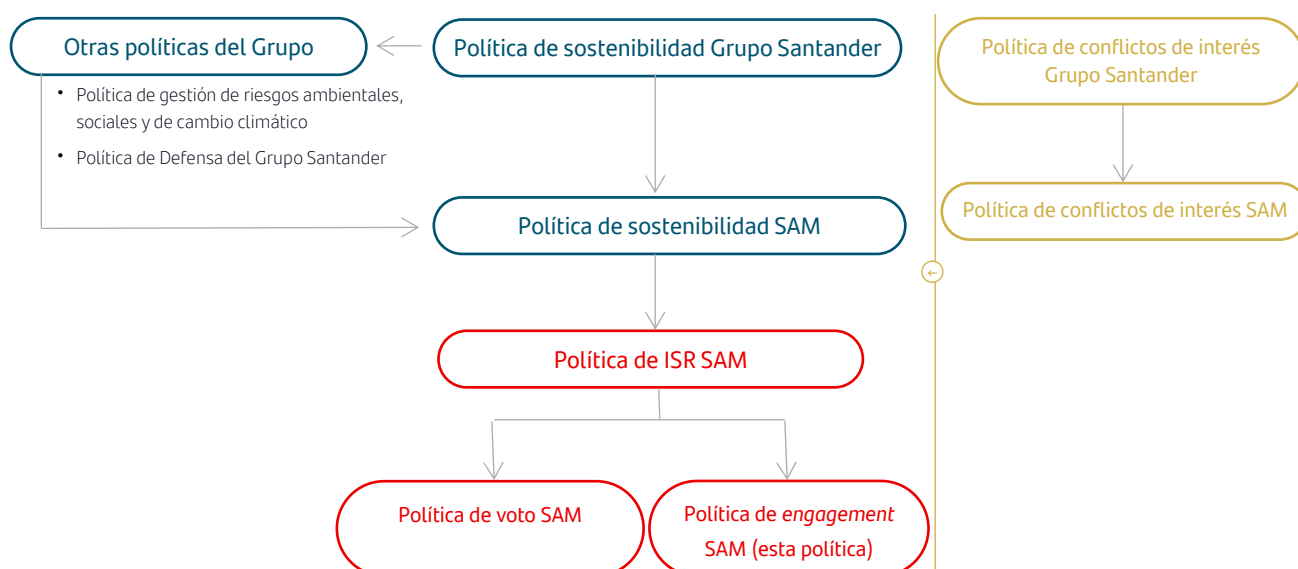 Otras políticas del Grupo
Política de sostenibilidad Grupo Santander
Política de conflictos de interés
Grupo Santander
• Política de gestión de riesgos ambientales,
sociales y de cambio climático
• Política de Defensa del Grupo Santander
Política de sostenibilidad SAM
Política de conflictos de interés SAM
Política de ISR SAM
Política de voto SAM
Política de engagement
SAM (esta política)